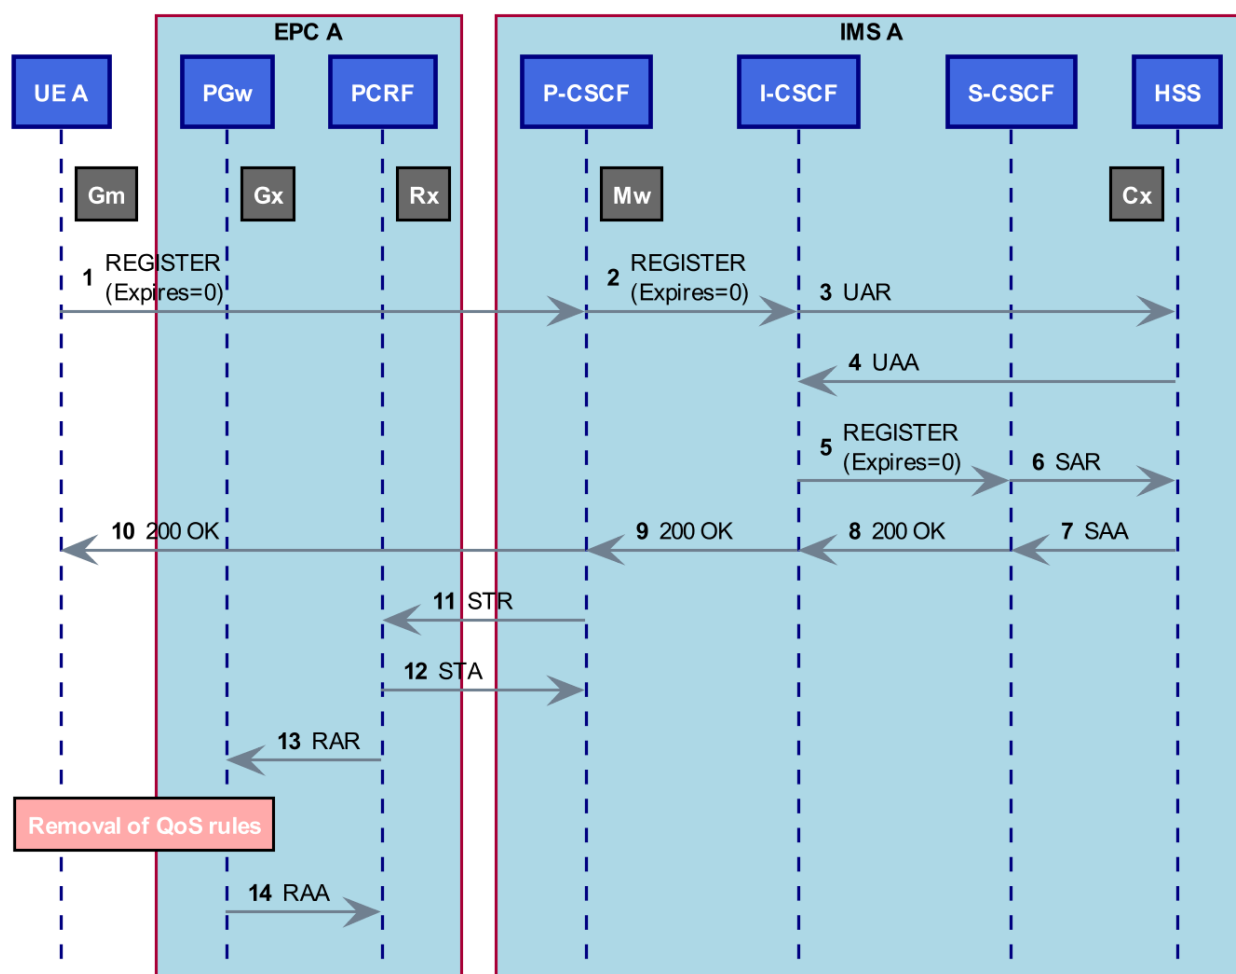 EPC A
IMS A
UE A
PGw
PCRF
P-CSCF
I-CSCF
S-CSCF
HSS
Gm
Gx
Rx
Mw
Cx
1 REGISTER
(Expires=0)
2 REGISTER
(Expires=0)
3 UAR
4 UAA
5 REGISTER
(Expires=0)
6 SAR
10 200 OK
9 200 OK
8 200 OK
7 SAA
11 STR
12 STA
13 RAR
Removal of QoS rules
14 RAA